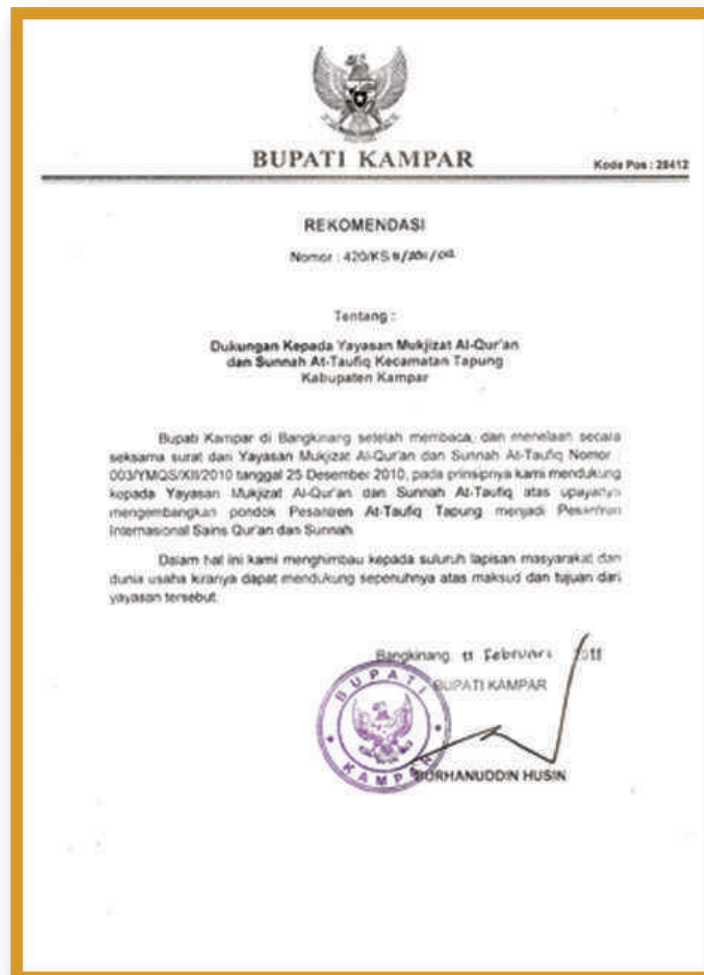 BUPATI KAMPAR
Kode Pos : 28412
REKOMENDASI
Nomor : 420/KS
Tentang :
Dukungan Kepada Yayasan Mukjizat Al-Qur'an
dan Sunnah At-Taufiq Kecamatan Tapung
Kabupaten Kampar
Bupati Kampar di Bangkinang setelah membaca, dan menelaan secara
seksama surat dari Yayasan Mukjizat Al-Qur'an dan Sunnah At-Taufiq Nomor :
003/YMQS/XII/2010 tanggal 25 Desember 2010, pada prinsipnya kami mendukung
kepada Yayasan Mukjizat Al-Qur'an dan Sunnah At-Taufiq atas upayanya
mengembangkan pondok Pesantren At-Taufiq Tapung menjadi Pesantren
Internasional Sains Qur'an dan Sunnah.
Dalam hal ini kami menghimbau kepada suluruh lapisan masyarakat dan
dunia usaha kiranya dapat mendukung sepenuhnya atas maksud dan tujuan dari
yayasan tersebut.
Bangkinang, 11 Februari 2011
BUPATI KAMPAR
BUPATI
KAMPAR
BURHANUDDIN HUSIN